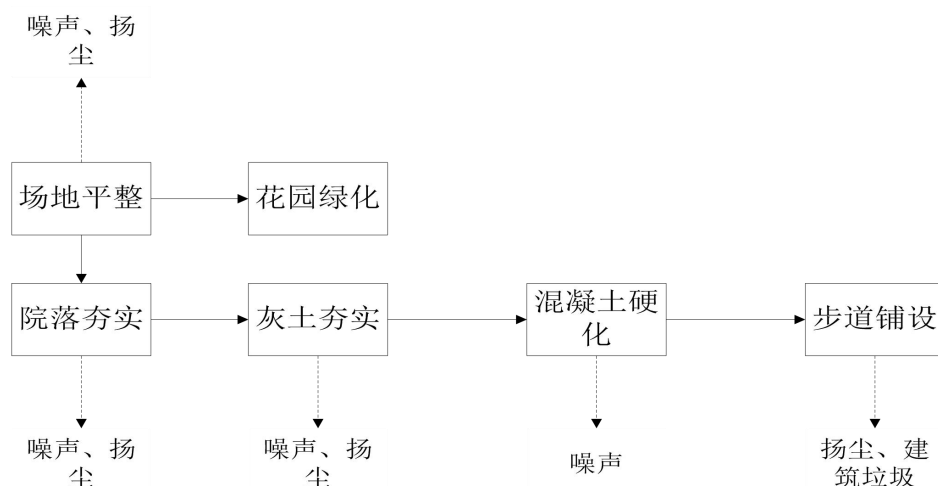 噪声、扬
尘
场地平整
花园绿化
院落夯实
灰土夯实
混凝土硬
化
步道铺设
噪声、扬
尘
噪声、扬
尘
噪声
扬尘、建
筑垃圾